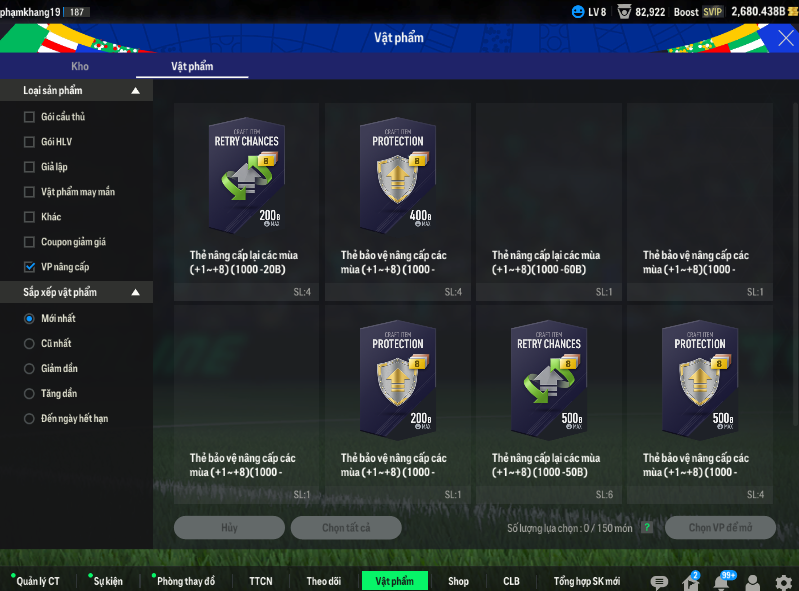 phamkhang19 187
LV 8 82,922 Boost SVIP 2,680.438B
Vật phẩm
Kho Vật phẩm
Loại sản phẩm
Gói cầu thủ
Gói HLV
Giả lập
Vật phẩm may mắn
Khác
Coupon giảm giá
VP nâng cấp
Sắp xếp vật phẩm
Mới nhất
Cũ nhất
Giảm dần
Tăng dần
Đến ngày hết hạn
CRAFT ITEM
RETRY CHANCES
8
200B
MAX
Thẻ nâng cấp lại các mùa
(+1~+8) (1000 -20B)
SL:4
CRAFT ITEM
PROTECTION
8
400B
MAX
Thẻ bảo vệ nâng cấp các
mùa (+1~+8) (1000 -
SL:4
Thẻ nâng cấp lại các mùa
(+1~+8)(1000 -60B)
SL:1
Thẻ bảo vệ nâng cấp các
mùa (+1~+8)(1000 -
SL:1
Thẻ bảo vệ nâng cấp các
mùa (+1~+8)(1000 -
SL:1
CRAFT ITEM
PROTECTION
8
200B
MAX
Thẻ bảo vệ nâng cấp các
mùa (+1~+8) (1000 -
SL:1
CRAFT ITEM
RETRY CHANCES
8
500B
MAX
Thẻ nâng cấp lại các mùa
(+1~+8) (1000 -50B)
SL:6
CRAFT ITEM
PROTECTION
8
500B
MAX
Thẻ bảo vệ nâng cấp các
mùa (+1~+8) (1000 -
SL:4
Hủy Chọn tất cả Số lượng lựa chọn : 0 / 150 món ? Chọn VP để mở
Quản lý CT Sự kiện Phòng thay đồ TTCN Theo dõi Vật phẩm Shop CLB Tổng hợp SK mới 2 99+